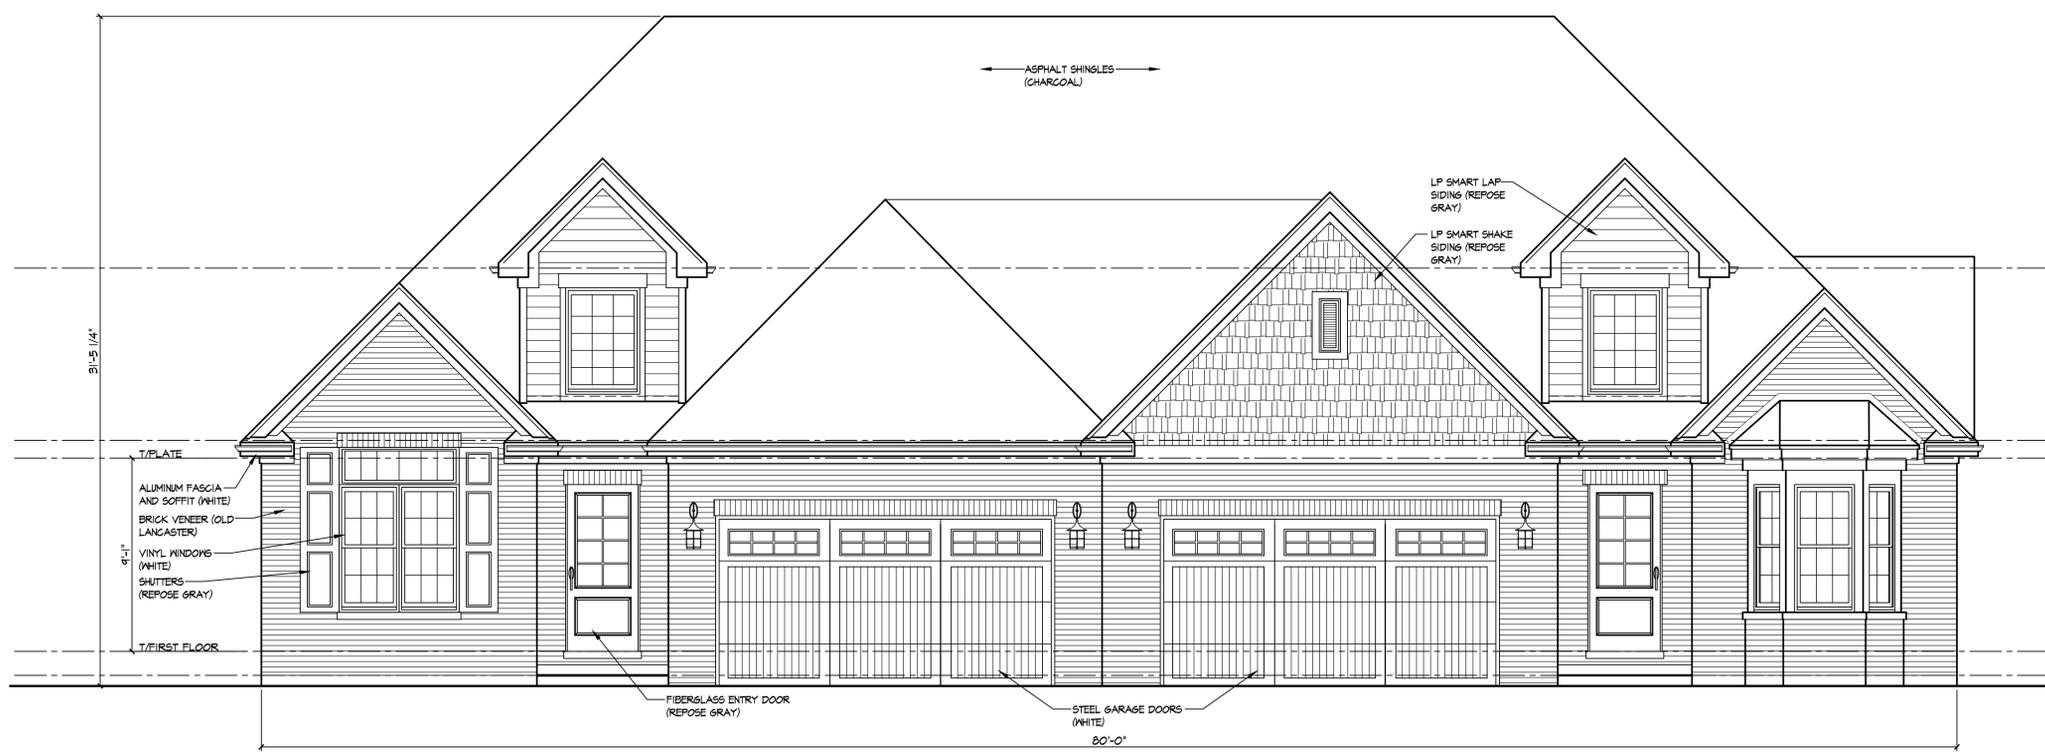 ASPHALT SHINGLES
(CHARCOAL)
LP SMART LAP
SIDING (REPOSE
GRAY)
LP SMART SHAKE
SIDING (REPOSE
GRAY)
31'-5 1/4"
T/PLATE
ALUMINUM FASCIA
AND SOFFIT (WHITE)
BRICK VENEER (OLD
LANCASTER)
9'-1"
VINYL WINDOWS
(WHITE)
SHUTTERS
(REPOSE GRAY)
T/FIRST FLOOR
FIBERGLASS ENTRY DOOR
(REPOSE GRAY)
STEEL GARAGE DOORS
(WHITE)
80'-0"